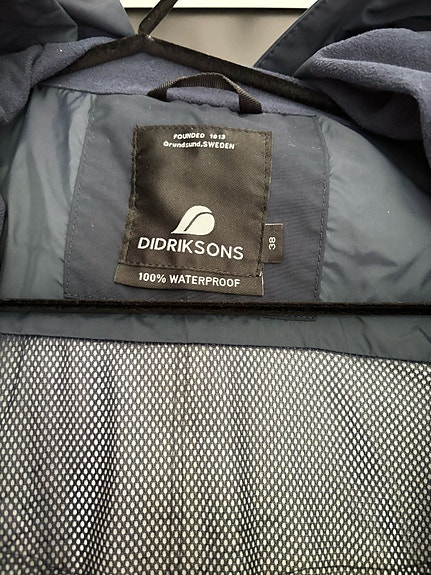 FOUNDED 1913
Grundsund.SWEDEN
DIDRIKSONS
100% WATERPROOF
38